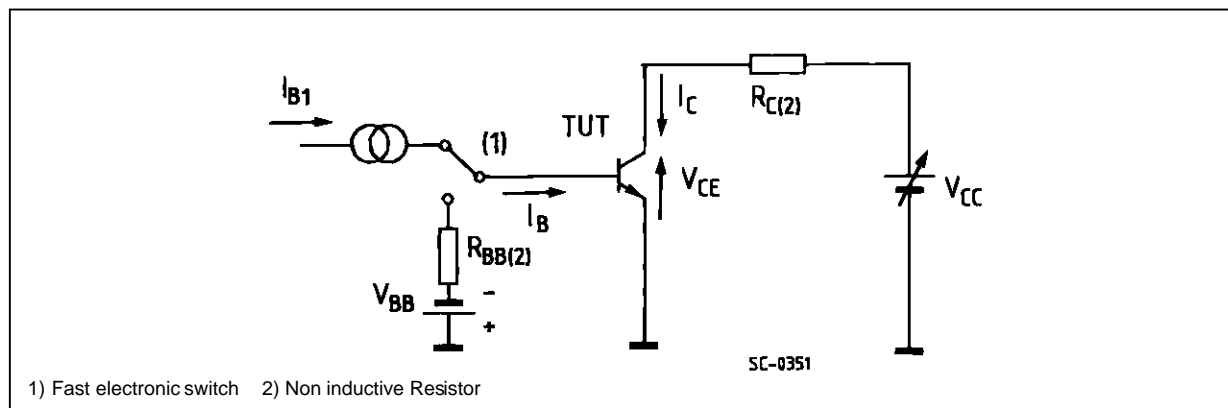 I_B1
(1)
TUT
I_C
R_C(2)
V_CE
V_CC
I_B
R_BB(2)
V_BB
−
+
SC-0351
1) Fast electronic switch 2) Non inductive Resistor